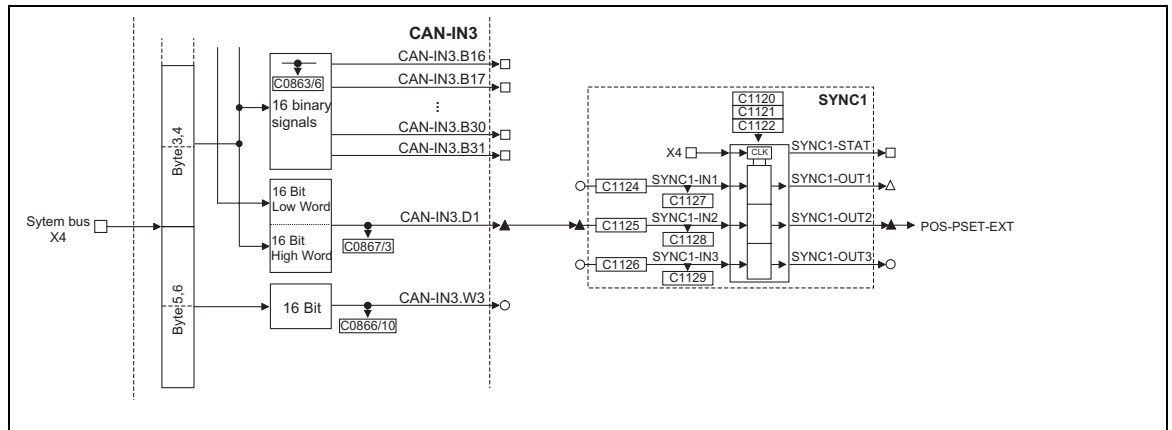 CAN-IN3
CAN-IN3.B16
C0863/6
CAN-IN3.B17
16 binary
signals
⋮
CAN-IN3.B30
CAN-IN3.B31
Byte 3,4
16 Bit
Low Word
CAN-IN3.D1
16 Bit
High Word
C0867/3
Sytem bus
X4
Byte 5,6
16 Bit
CAN-IN3.W3
C0866/10
SYNC1
C1120
C1121
C1122
X4
CLK
SYNC1-STAT
C1124
SYNC1-IN1
C1127
SYNC1-OUT1
C1125
SYNC1-IN2
C1128
SYNC1-OUT2
POS-PSET-EXT
C1126
SYNC1-IN3
C1129
SYNC1-OUT3